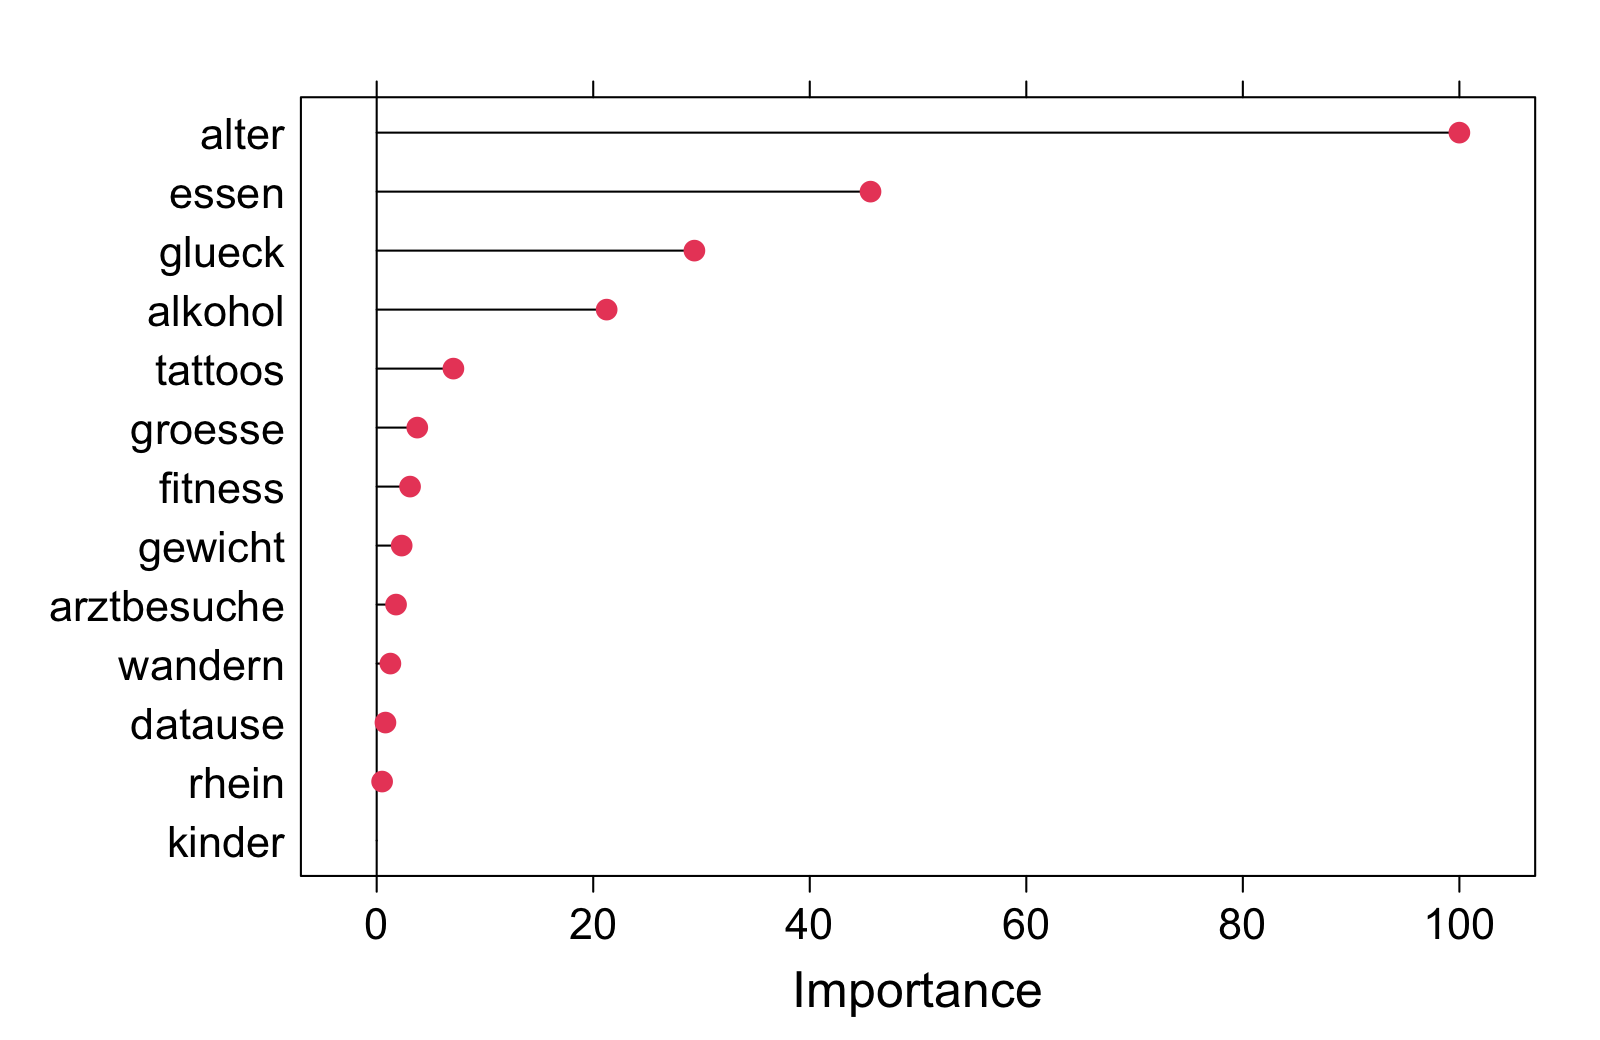 alter
essen
glueck
alkohol
tattoos
groesse
fitness
gewicht
arztbesuche
wandern
datause
rhein
kinder
0 20 40 60 80 100
Importance